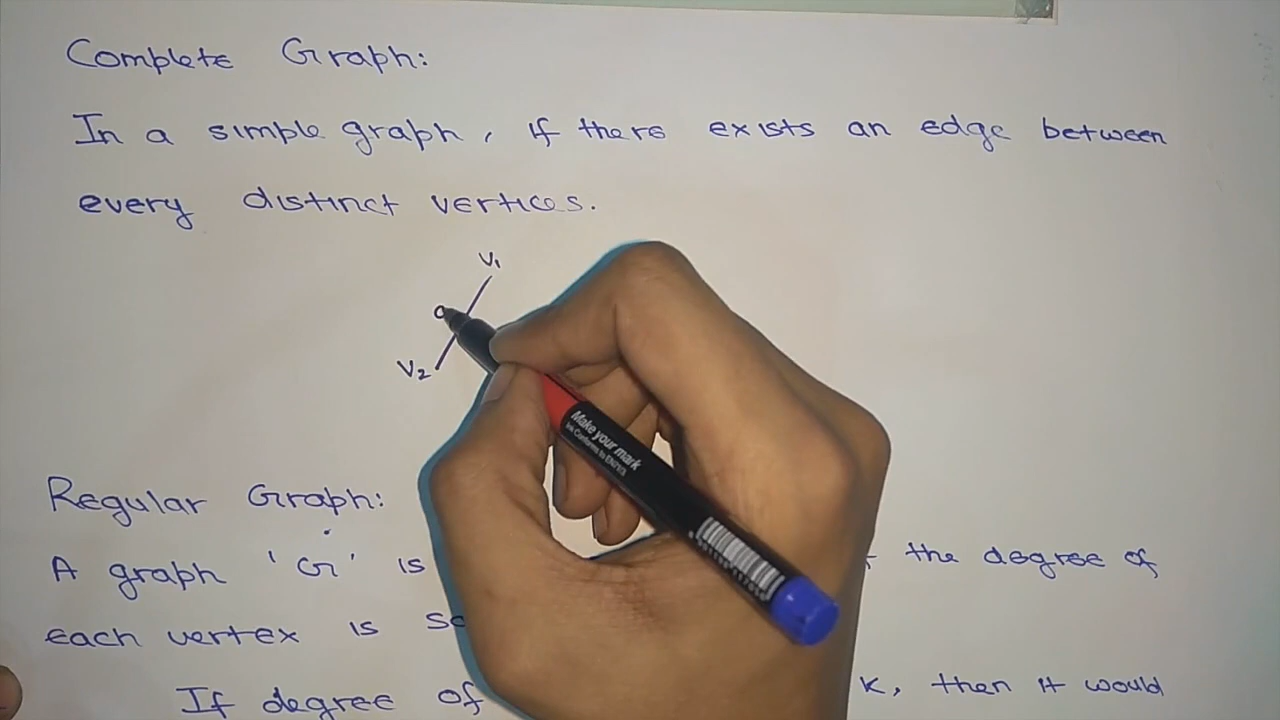 Complete Graph:
In a simple graph, if there exists an edge between
every distinct vertices.
V1
V2
Make your mark
Regular Graph:
A graph 'G' is the degree of
each vertex is
If degree of K, then it would